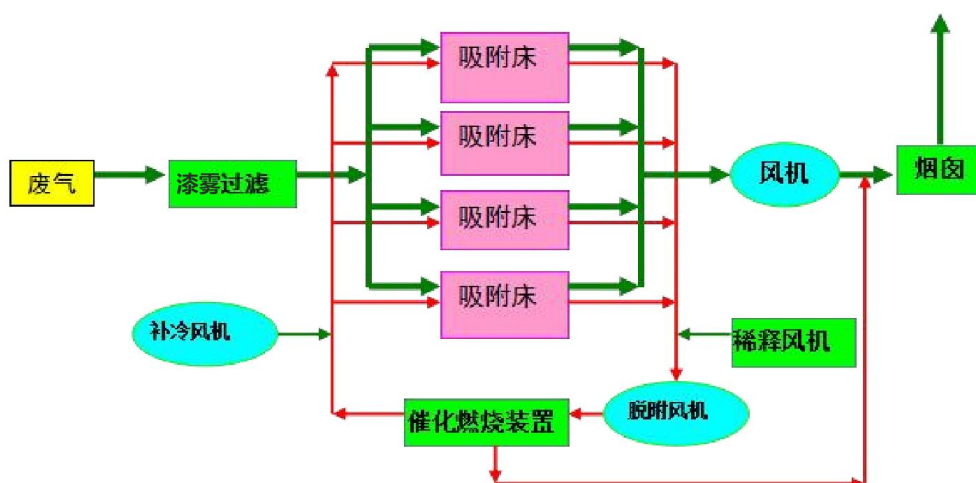 吸附床
吸附床
废气
漆雾过滤
风机
烟囱
吸附床
吸附床
补冷风机
稀释风机
催化燃烧装置
脱附风机